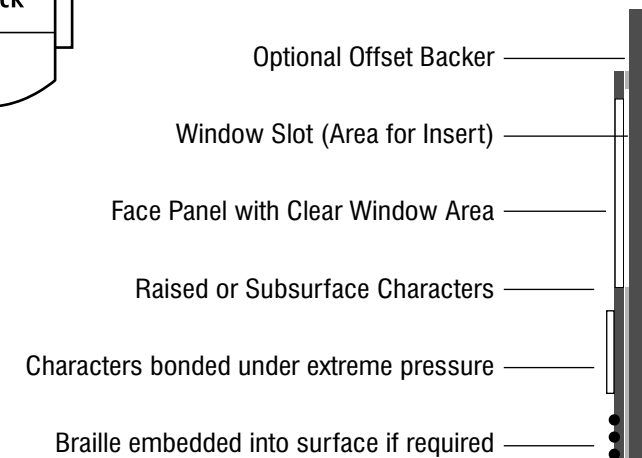 ck
Optional Offset Backer
Window Slot (Area for Insert)
Face Panel with Clear Window Area
Raised or Subsurface Characters
Characters bonded under extreme pressure
Braille embedded into surface if required